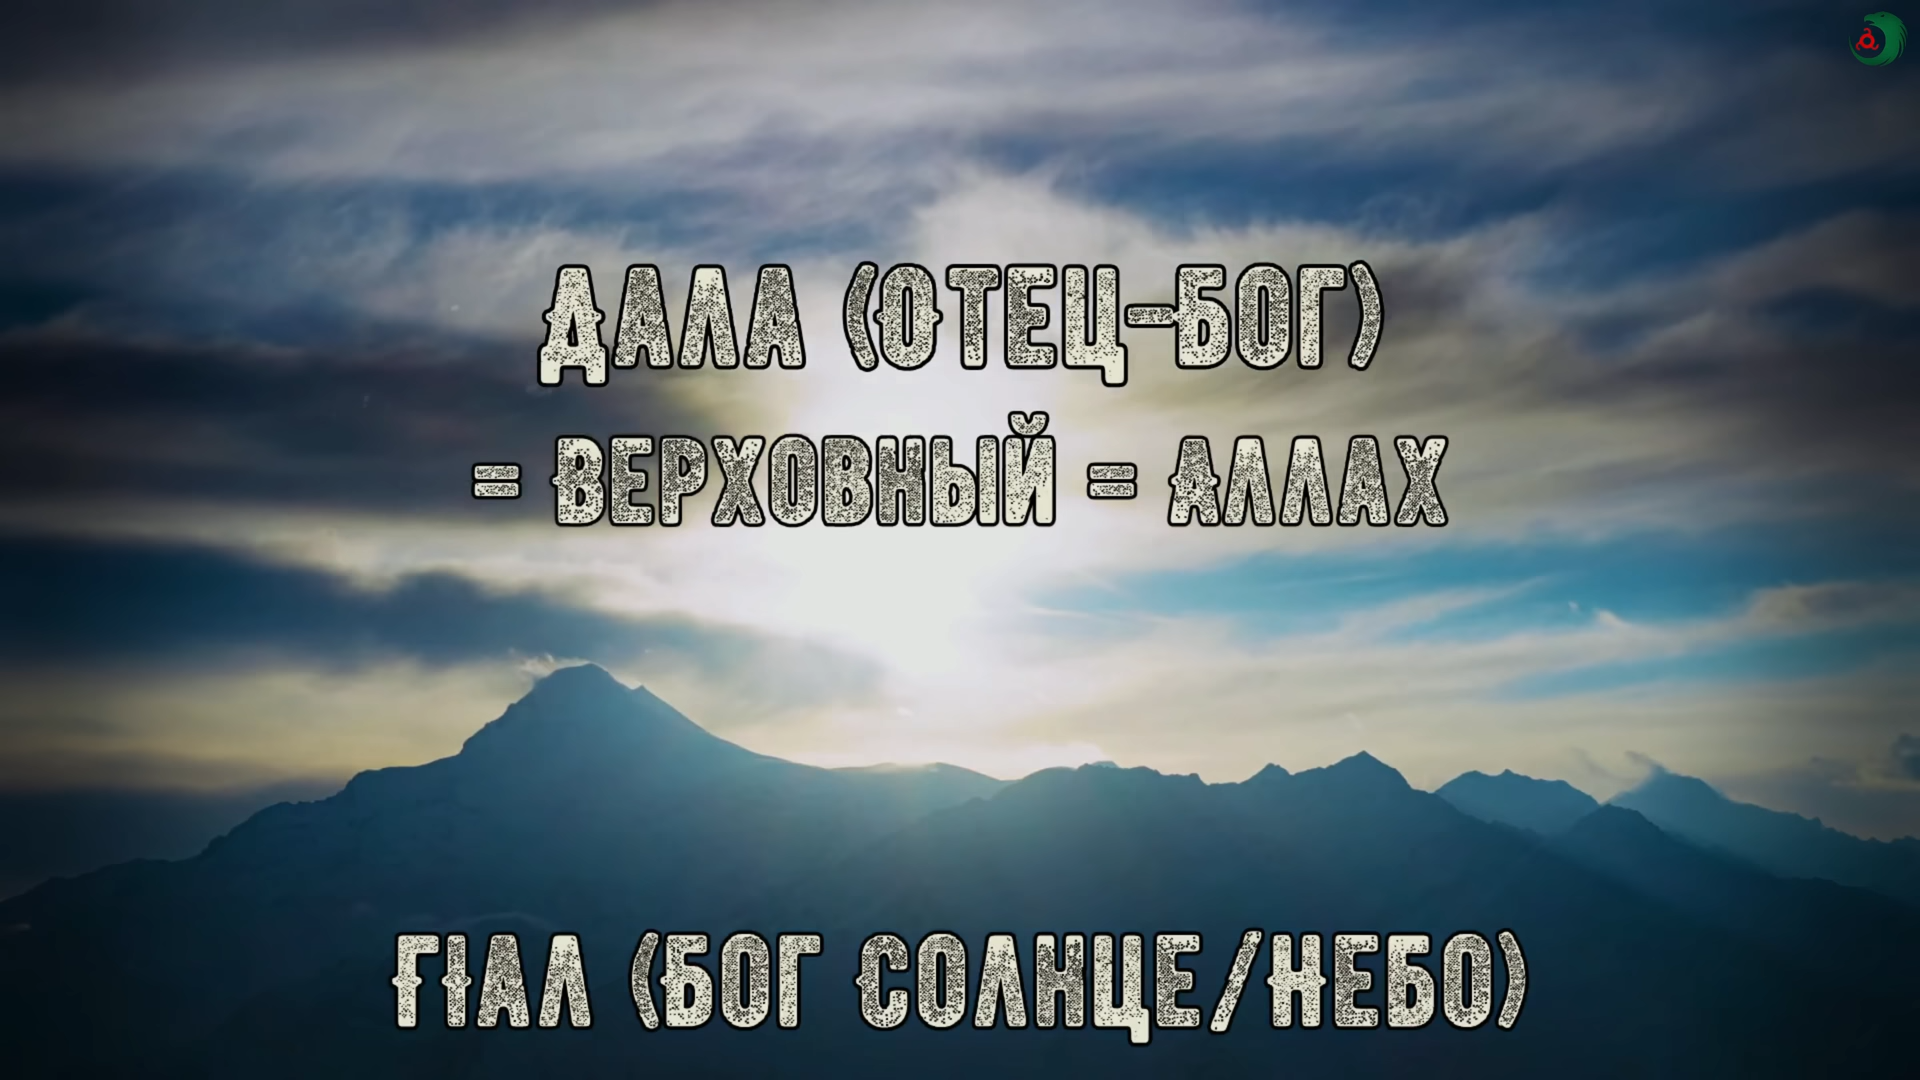 Дала (Отец-Бог)
= Верховный = Аллах
ГIал (Бог Солнце/Небо)